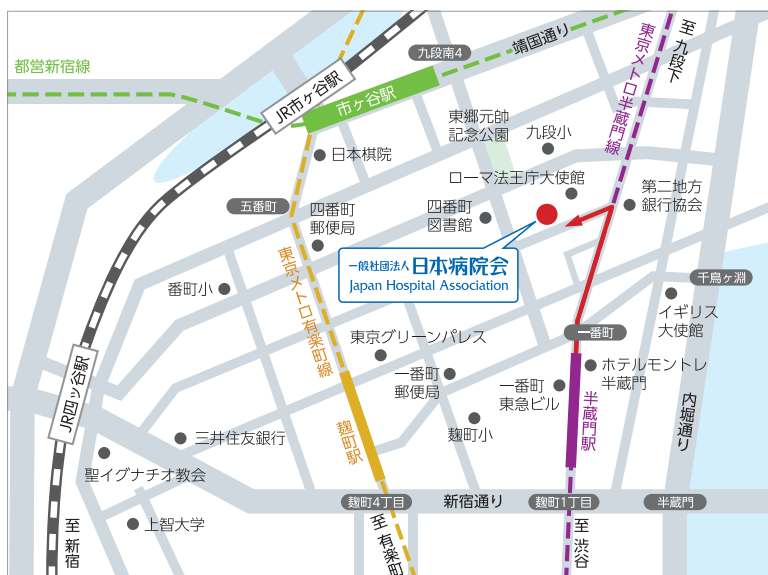 至 九段下
靖国通り
九段南4
都営新宿線
JR市ヶ谷駅
市ヶ谷駅
東京メトロ半蔵門線
東郷元帥
記念公園
九段小
日本棋院
ローマ法王庁大使館
第二地方
銀行協会
五番町
四番町
郵便局
四番町
図書館
一般社団法人日本病院会
Japan Hospital Association
千鳥ヶ淵
番町小
東京メトロ有楽町線
イギリス
大使館
一番町
東京グリーンパレス
ホテルモントレ
半蔵門
一番町
郵便局
一番町
東急ビル
JR四ッ谷駅
内堀通り
半蔵門駅
麹町駅
麹町小
三井住友銀行
聖イグナチオ教会
麹町4丁目
新宿通り
麹町1丁目
半蔵門
上智大学
至 新宿
至 有楽町
至 渋谷